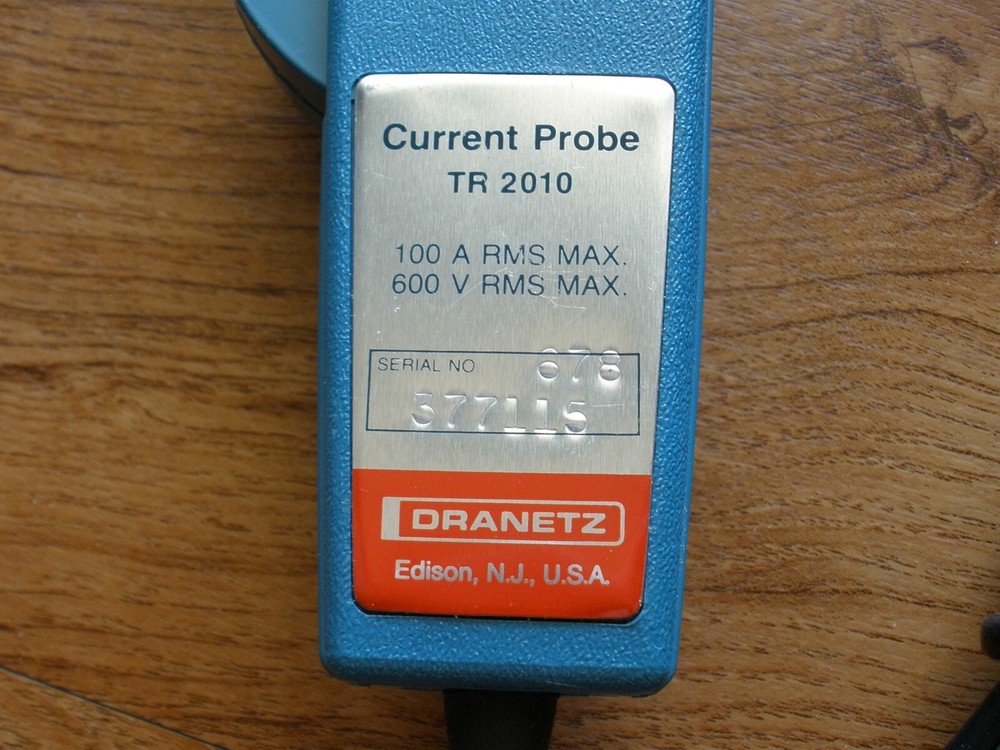 Current Probe
TR 2010
100 A RMS MAX.
600 V RMS MAX.
SERIAL NO 678
377115
DRANETZ
Edison, N.J., U.S.A.